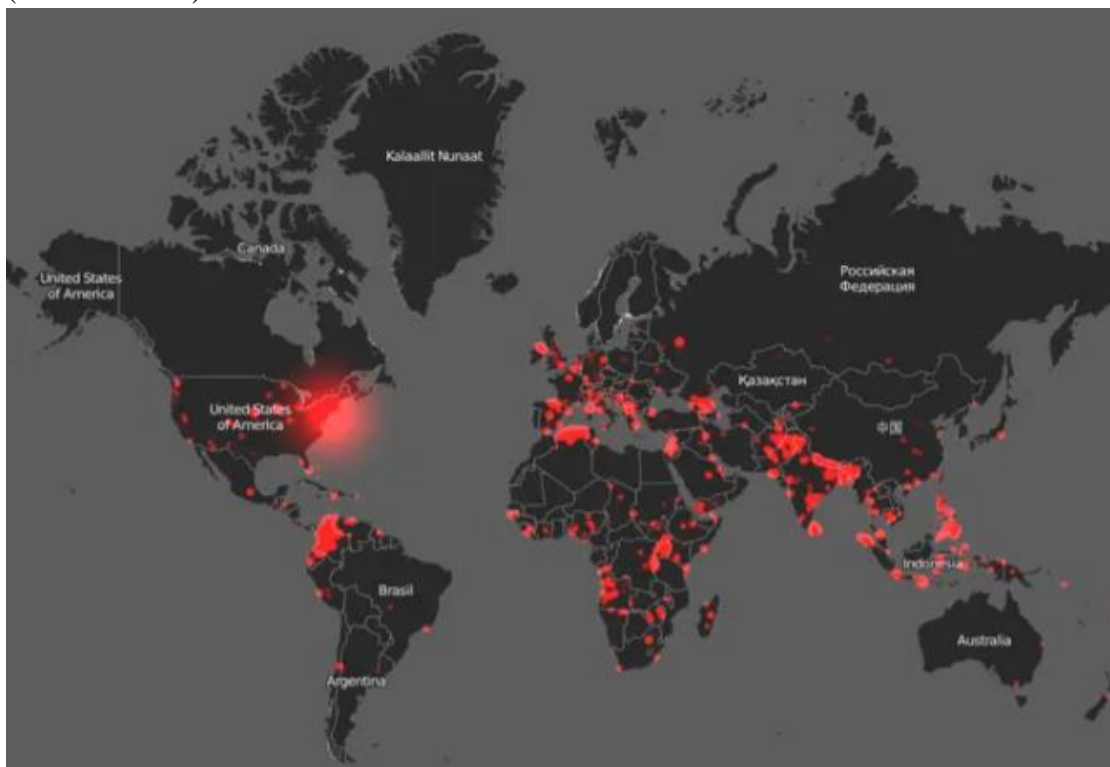 Kalaallit Nunaat
Canada
United States
of America
Российская
Федерация
Қазақстан
United States
of America
中国
Indonesia
Brasil
Australia
Argentina